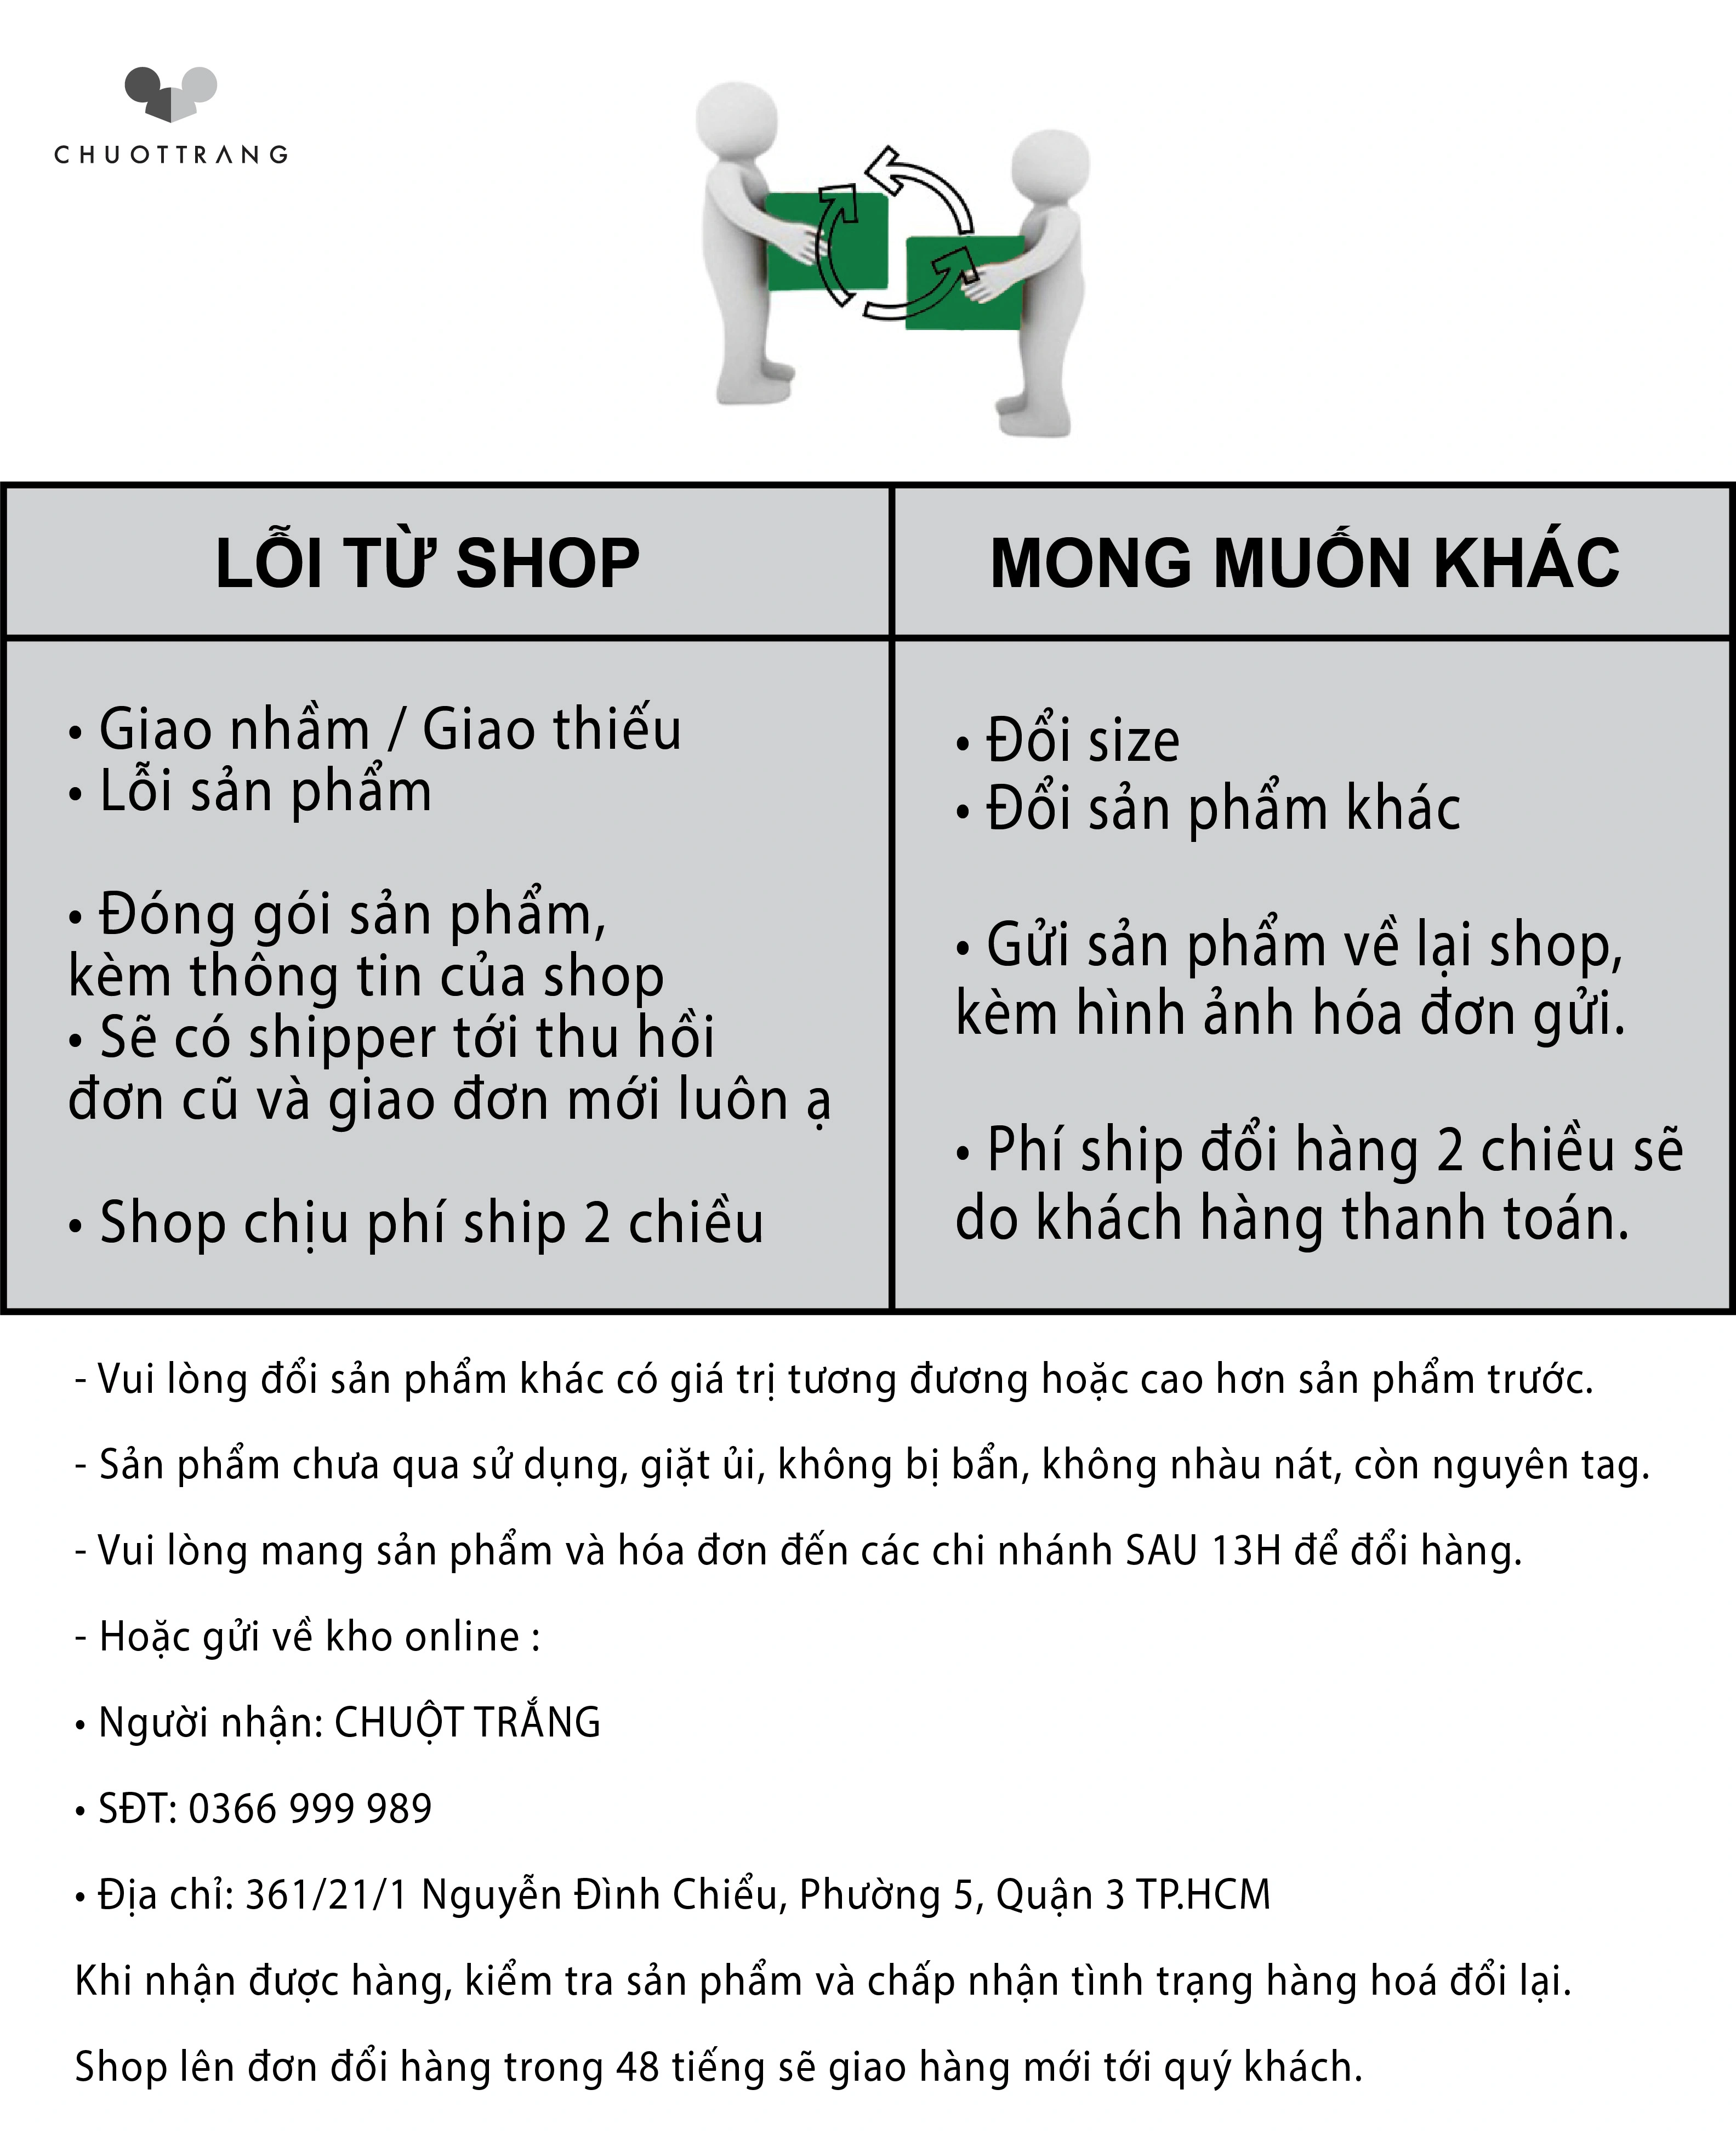 CHUOTTRANG
LỖI TỪ SHOP
• Giao nhầm / Giao thiếu
• Lỗi sản phẩm
• Đóng gói sản phẩm,
kèm thông tin của shop
• Sẽ có shipper tới thu hồi
đơn cũ và giao đơn mới luôn ạ
• Shop chịu phí ship 2 chiều
MONG MUỐN KHÁC
• Đổi size
• Đổi sản phẩm khác
• Gửi sản phẩm về lại shop,
kèm hình ảnh hóa đơn gửi.
• Phí ship đổi hàng 2 chiều sẽ
do khách hàng thanh toán.
- Vui lòng đổi sản phẩm khác có giá trị tương đương hoặc cao hơn sản phẩm trước.
- Sản phẩm chưa qua sử dụng, giặt ủi, không bị bẩn, không nhàu nát, còn nguyên tag.
- Vui lòng mang sản phẩm và hóa đơn đến các chi nhánh SAU 13H để đổi hàng.
- Hoặc gửi về kho online :
• Người nhận: CHUỘT TRẮNG
• SĐT: 0366 999 989
• Địa chỉ: 361/21/1 Nguyễn Đình Chiểu, Phường 5, Quận 3 TP.HCM
Khi nhận được hàng, kiểm tra sản phẩm và chấp nhận tình trạng hàng hoá đổi lại.
Shop lên đơn đổi hàng trong 48 tiếng sẽ giao hàng mới tới quý khách.